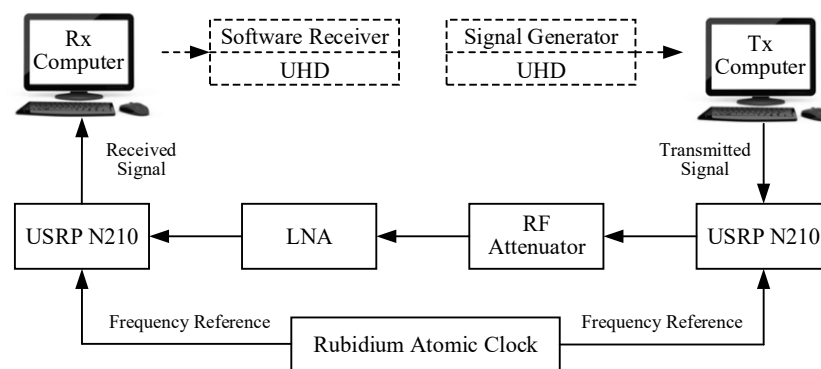 Rx
Computer
Software Receiver
UHD
Signal Generator
UHD
Tx
Computer
Received
Signal
Transmitted
Signal
USRP N210
LNA
RF
Attenuator
USRP N210
Frequency Reference
Rubidium Atomic Clock
Frequency Reference